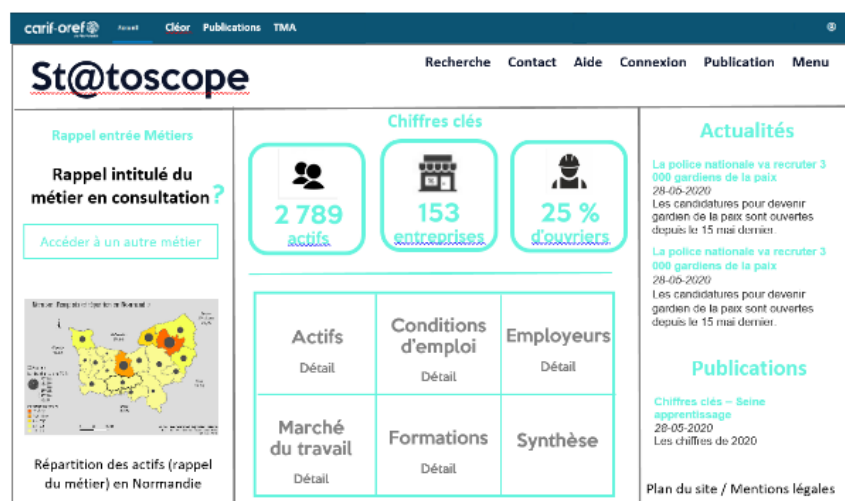 carif-oref Accueil Cléor Publications TMA
St@toscope
Recherche Contact Aide Connexion Publication Menu
Rappel entrée Métiers
Rappel intitulé du
métier en consultation ?
Accéder à un autre métier
Répartition des actifs (rappel
du métier) en Normandie
Chiffres clés
2 789
actifs
153
entreprises
25 %
d'ouvriers
Actifs
Détail
Conditions
d'emploi
Détail
Employeurs
Détail
Marché
du travail
Détail
Formations
Détail
Synthèse
Actualités
La police nationale va recruter 3
000 gardiens de la paix
28-05-2020
Les candidatures pour devenir
gardien de la paix sont ouvertes
depuis le 15 mai dernier.
La police nationale va recruter 3
000 gardiens de la paix
28-05-2020
Les candidatures pour devenir
gardien de la paix sont ouvertes
depuis le 15 mai dernier.
Publications
Chiffres clés – Seine
apprentissage
28-05-2020
Les chiffres de 2020
Plan du site / Mentions légales